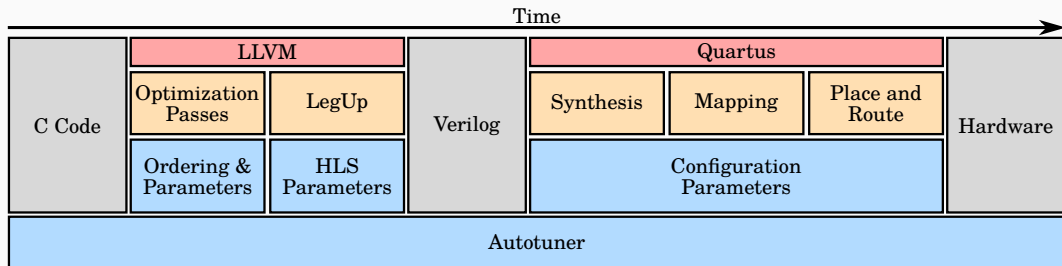 Time
LLVM
Quartus
C Code
Optimization
Passes
LegUp
Verilog
Synthesis
Mapping
Place and
Route
Hardware
Ordering &
Parameters
HLS
Parameters
Configuration
Parameters
Autotuner